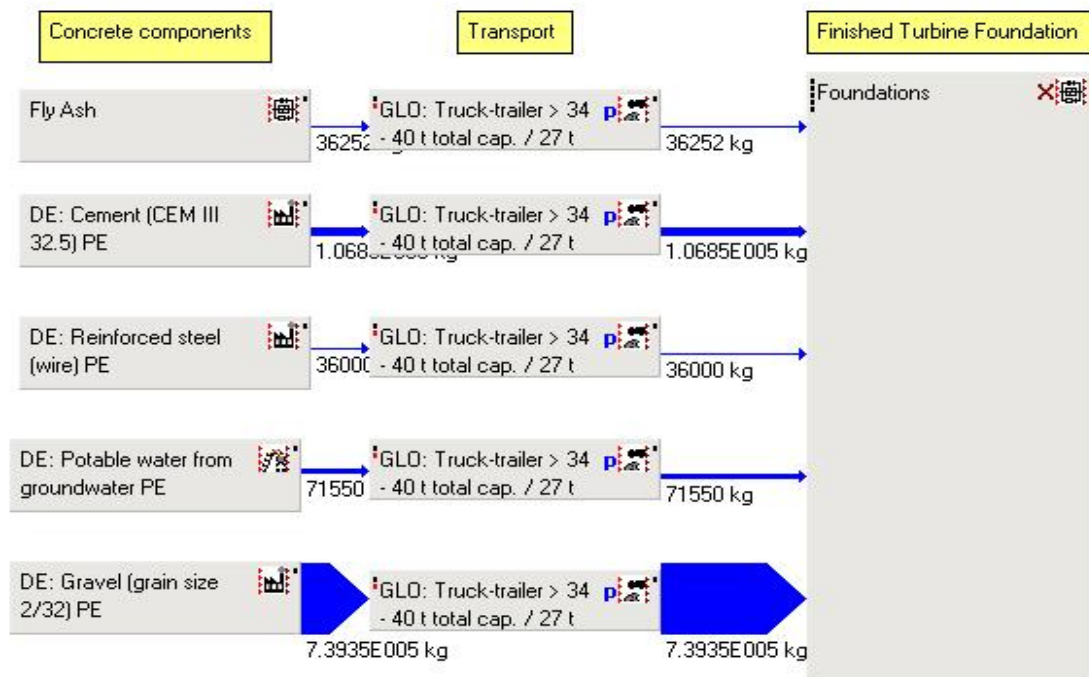 Concrete components
Transport
Finished Turbine Foundation
Fly Ash
36252
GLO: Truck-trailer > 34 p
- 40 t total cap. / 27 t
36252 kg
Foundations
DE: Cement (CEM III
32.5) PE
kg
GLO: Truck-trailer > 34 p
- 40 t total cap. / 27 t
1.0685E005 kg
DE: Reinforced steel
(wire) PE
36000
GLO: Truck-trailer > 34 p
- 40 t total cap. / 27 t
36000 kg
DE: Potable water from
groundwater PE
71550
GLO: Truck-trailer > 34 p
- 40 t total cap. / 27 t
71550 kg
DE: Gravel (grain size
2/32) PE
7.3935E005 kg
GLO: Truck-trailer > 34 p
- 40 t total cap. / 27 t
7.3935E005 kg